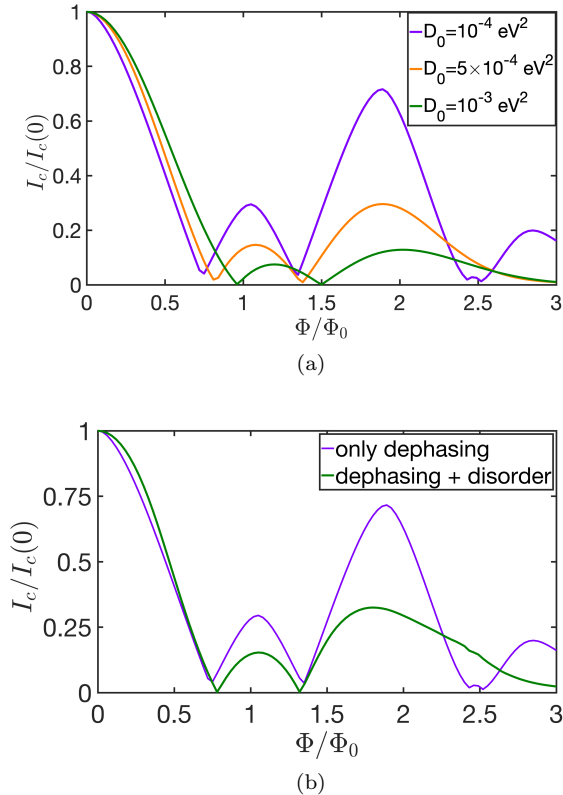 1
0.8
0.6
0.4
0.2
0
I_c/I_c(0)
D_0=10^-4 eV^2
D_0=5×10^-4 eV^2
D_0=10^-3 eV^2
0 0.5 1 1.5 2 2.5 3
Φ/Φ_0
(a)
1
0.75
0.5
0.25
0
I_c/I_c(0)
only dephasing
dephasing + disorder
0 0.5 1 1.5 2 2.5 3
Φ/Φ_0
(b)